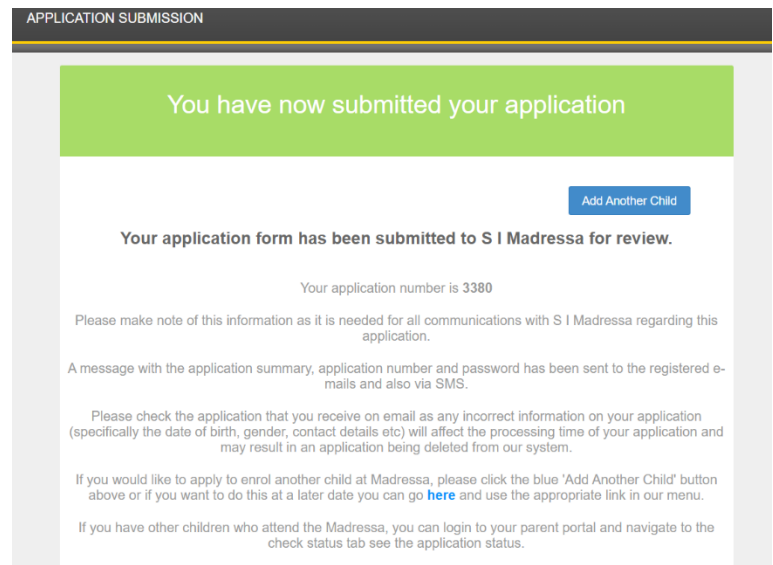 APPLICATION SUBMISSION
You have now submitted your application
Add Another Child
Your application form has been submitted to S I Madressa for review.
Your application number is 3380
Please make note of this information as it is needed for all communications with S I Madressa regarding this
application.
A message with the application summary, application number and password has been sent to the registered e-
mails and also via SMS.
Please check the application that you receive on email as any incorrect information on your application
(specifically the date of birth, gender, contact details etc) will affect the processing time of your application and
may result in an application being deleted from our system.
If you would like to apply to enrol another child at Madressa, please click the blue 'Add Another Child' button
above or if you want to do this at a later date you can go here and use the appropriate link in our menu.
If you have other children who attend the Madressa, you can login to your parent portal and navigate to the
check status tab see the application status.